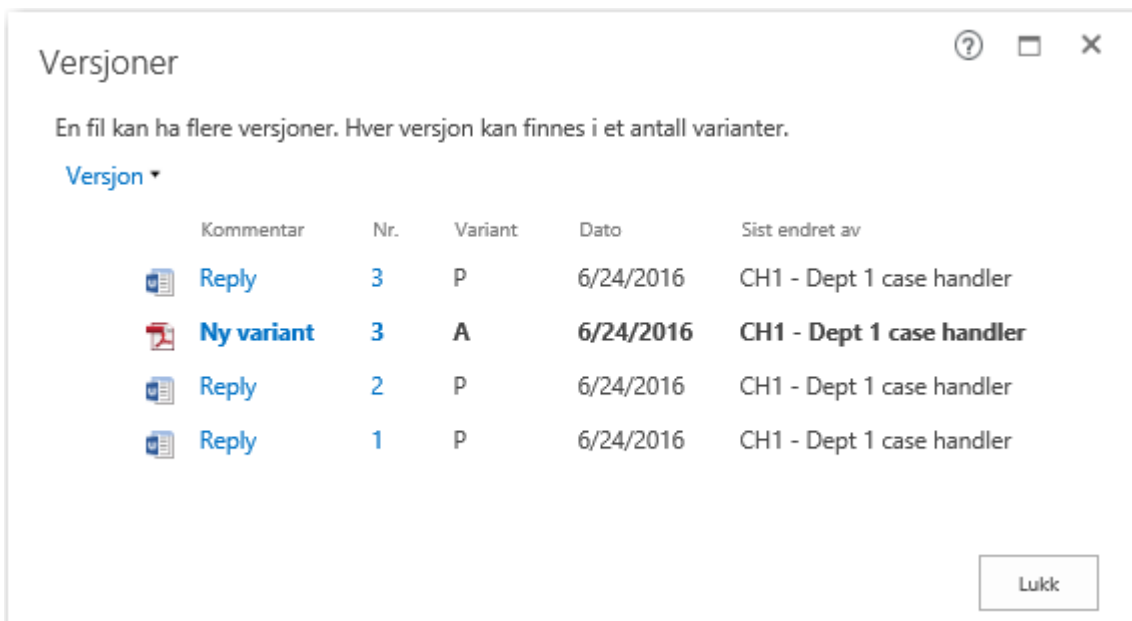 Versjoner
En fil kan ha flere versjoner. Hver versjon kan finnes i et antall varianter.
Versjon
Kommentar Nr. Variant Dato Sist endret av
Reply 3 P 6/24/2016 CH1 - Dept 1 case handler
Ny variant 3 A 6/24/2016 CH1 - Dept 1 case handler
Reply 2 P 6/24/2016 CH1 - Dept 1 case handler
Reply 1 P 6/24/2016 CH1 - Dept 1 case handler
Lukk